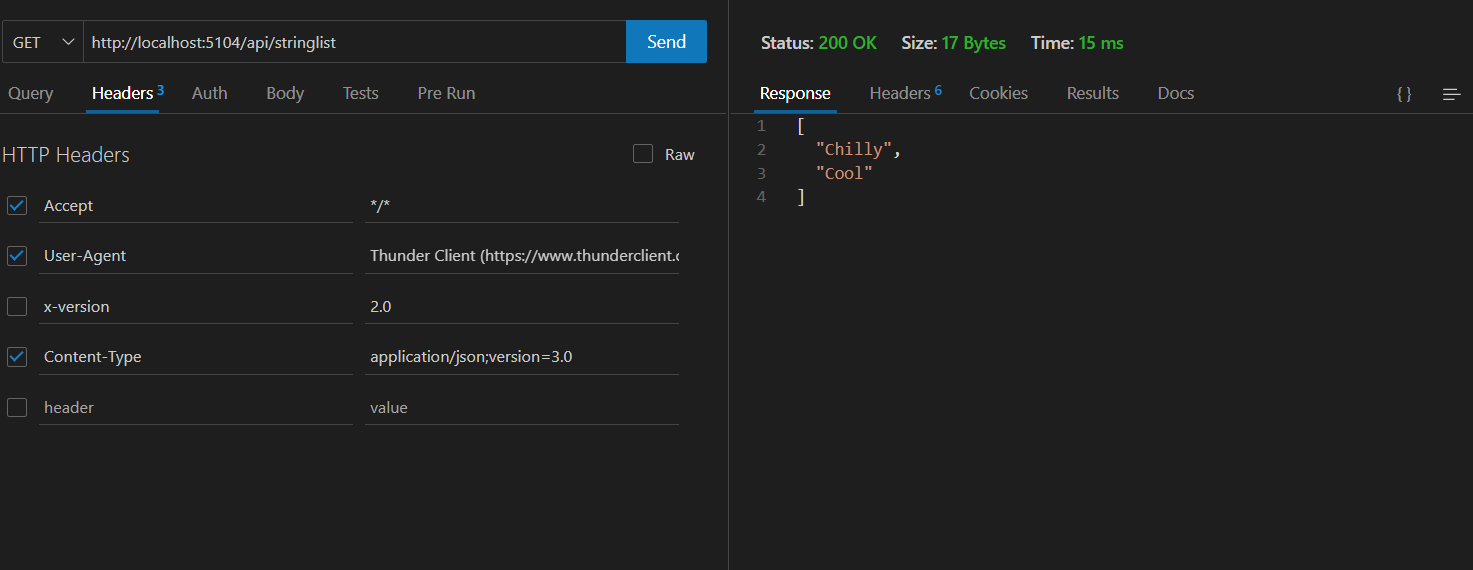 GET http://localhost:5104/api/stringlist Send
Query Headers 3 Auth Body Tests Pre Run
HTTP Headers Raw
Accept */*
User-Agent Thunder Client (https://www.thunderclient.c
x-version 2.0
Content-Type application/json;version=3.0
header value
Status: 200 OK Size: 17 Bytes Time: 15 ms
Response Headers 6 Cookies Results Docs { }
1 [
2 "Chilly",
3 "Cool"
4 ]